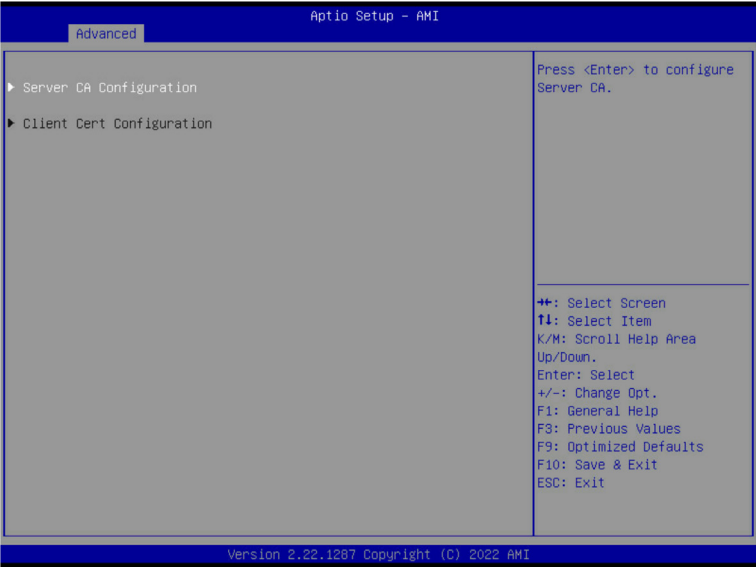 Aptio Setup – AMI
Advanced
Server CA Configuration
Client Cert Configuration
Press <Enter> to configure
Server CA.
→←: Select Screen
↑↓: Select Item
K/M: Scroll Help Area
Up/Down.
Enter: Select
+/-: Change Opt.
F1: General Help
F3: Previous Values
F9: Optimized Defaults
F10: Save & Exit
ESC: Exit
Version 2.22.1287 Copyright (C) 2022 AMI